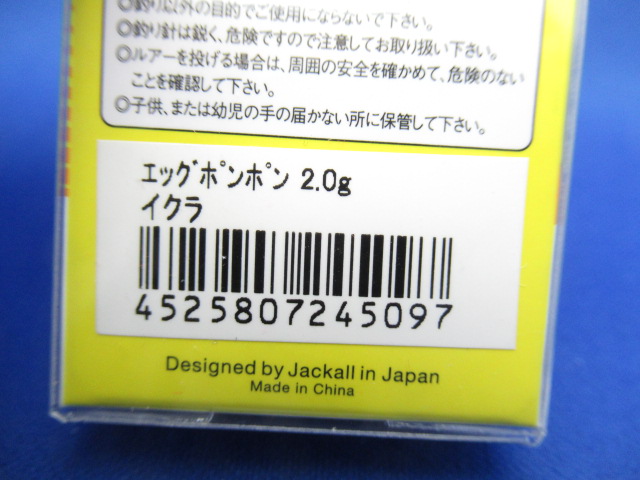 ◎釣り以外の目的でご使用にならないで下さい。
◎釣り針は鋭く、危険ですので注意してお取り扱い下さい。
◎ルアーを投げる場合は、周囲の安全を確かめて、危険のない
ことを確認して下さい。
◎子供、または幼児の手の届かない所に保管して下さい。
エッグポンポン 2.0g
イクラ
4525807245097
Designed by Jackall in Japan
Made in China